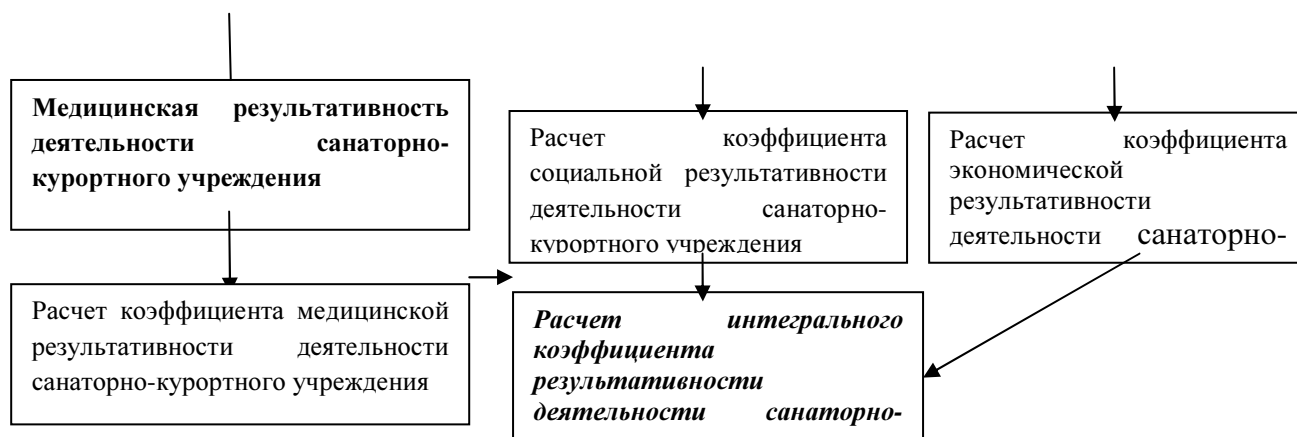 Медицинская результативность
деятельности санаторно-
курортного учреждения
Расчет коэффициента
социальной результативности
деятельности санаторно-
курортного учреждения
Расчет коэффициента
экономической
результативности
деятельности санаторно-
Расчет коэффициента медицинской
результативности деятельности
санаторно-курортного учреждения
Расчет интегрального
коэффициента
результативности
деятельности санаторно-